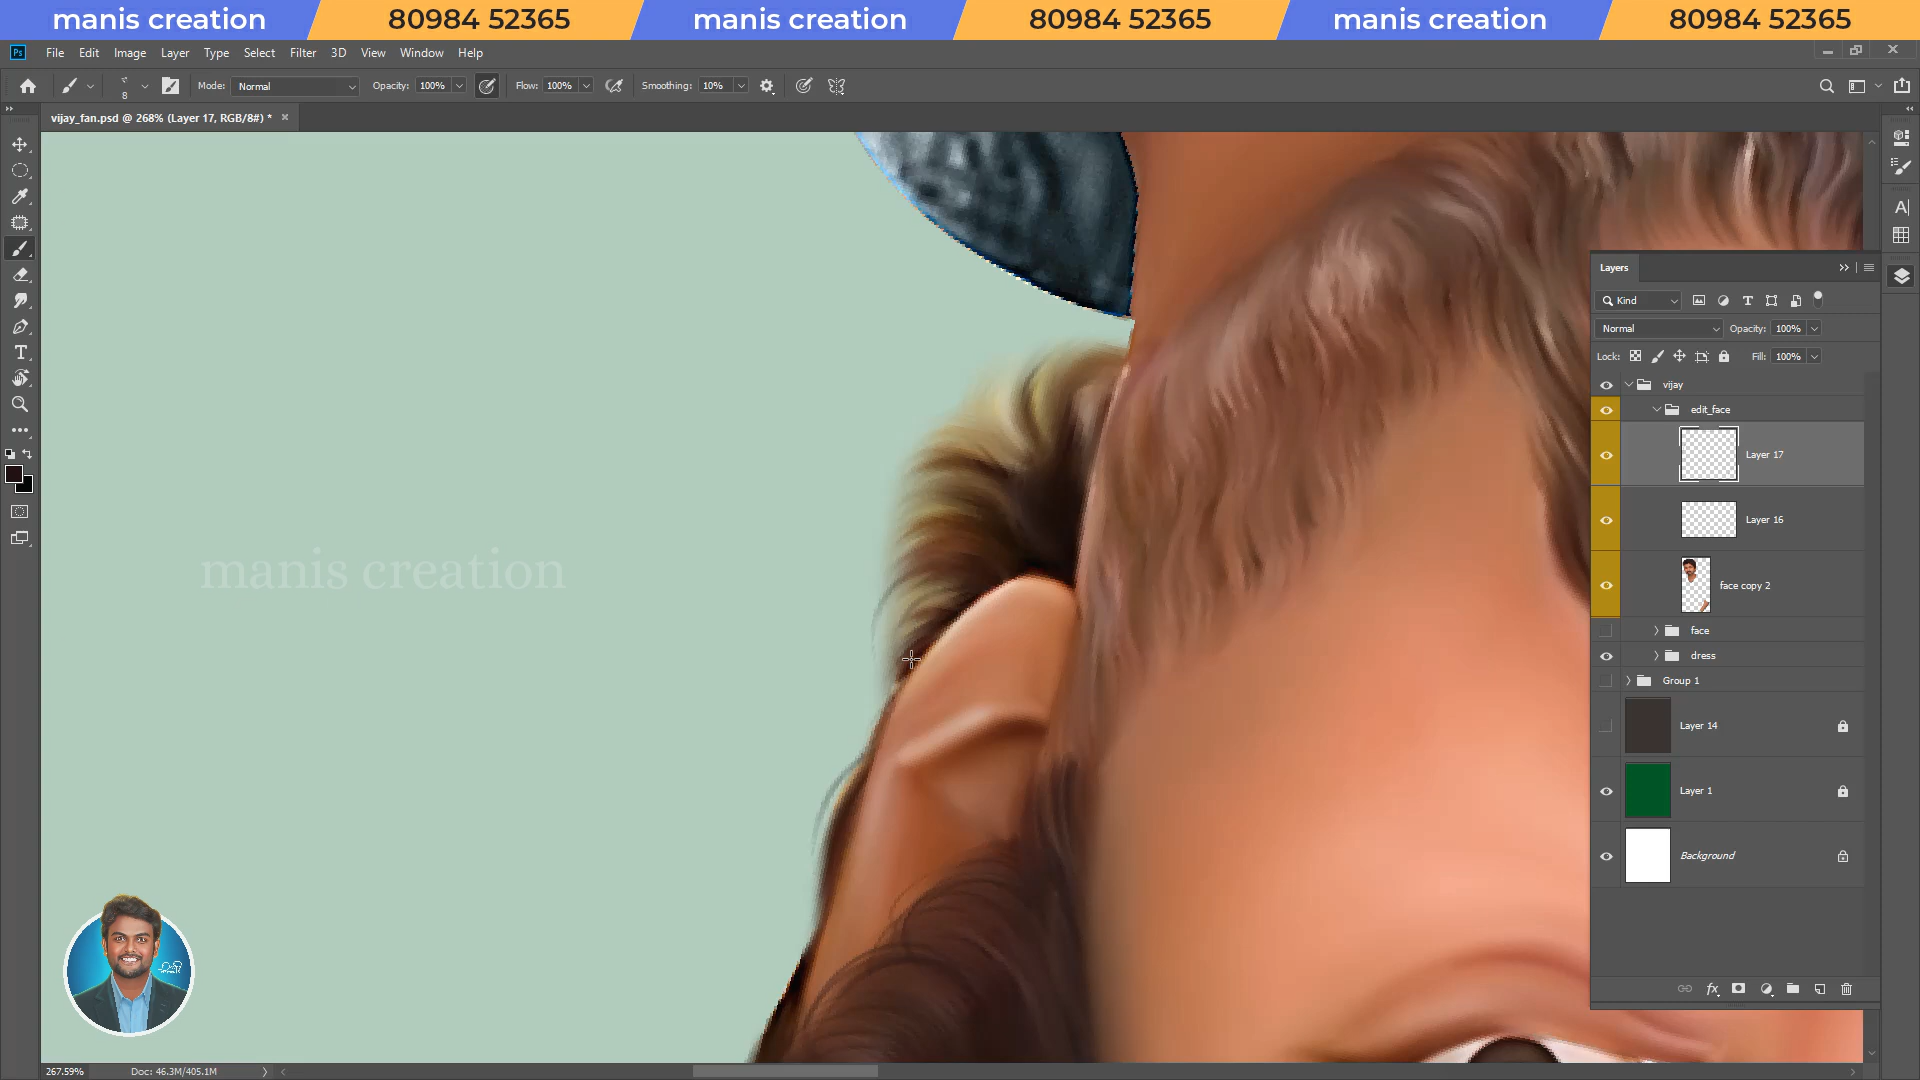 manis creation 80984 52365 manis creation 80984 52365 manis creation 80984 52365
Ps File Edit Image Layer Type Select Filter 3D View Window Help
8 Mode: Normal Opacity: 100% Flow: 100% Smoothing: 10%
vijay_fan.psd @ 268% (Layer 17, RGB/8#) * ×
Layers
Kind
Normal Opacity: 100%
Lock: Fill: 100%
vijay
edit_face
Layer 17
Layer 16
face copy 2
face
dress
Group 1
Layer 14
Layer 1
Background
fx
manis creation
267.59% Doc: 46.3M/405.1M